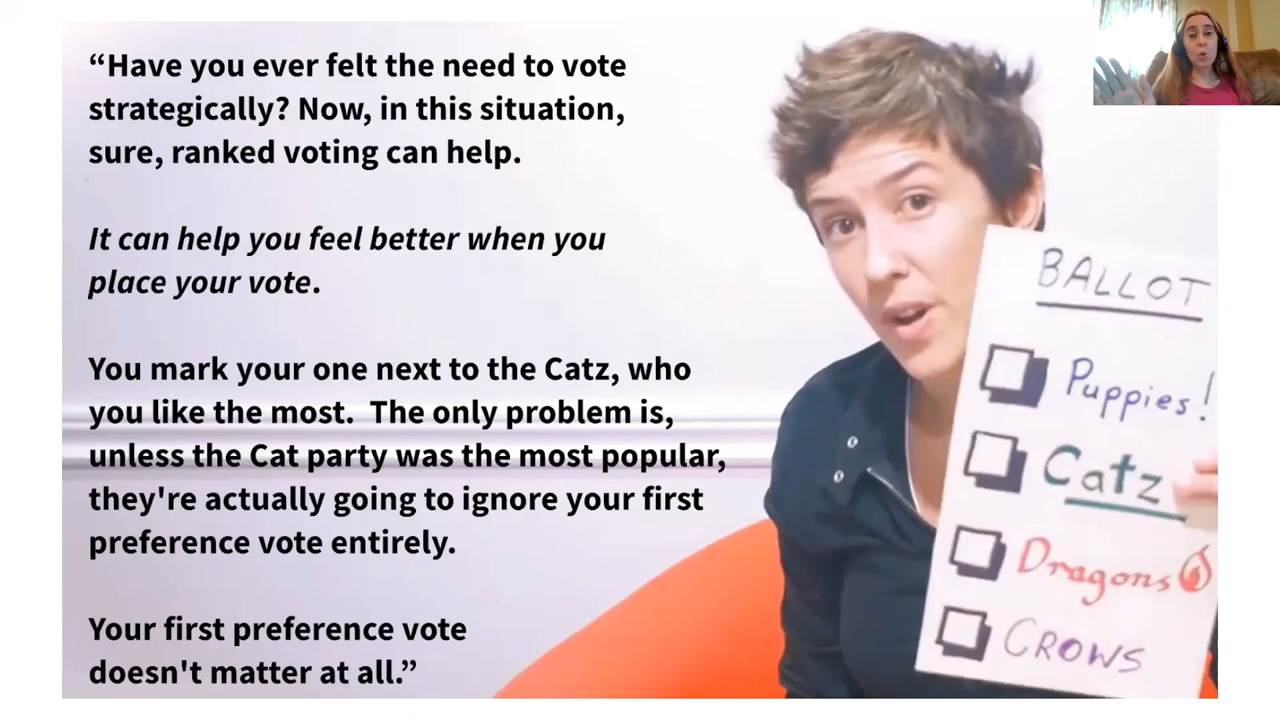 “Have you ever felt the need to vote
strategically? Now, in this situation,
sure, ranked voting can help.
It can help you feel better when you
place your vote.
You mark your one next to the Catz, who
you like the most.  The only problem is,
unless the Cat party was the most popular,
they're actually going to ignore your first
preference vote entirely.
Your first preference vote
doesn't matter at all.”
BALLOT
Puppies!
Catz
Dragons
CROWS